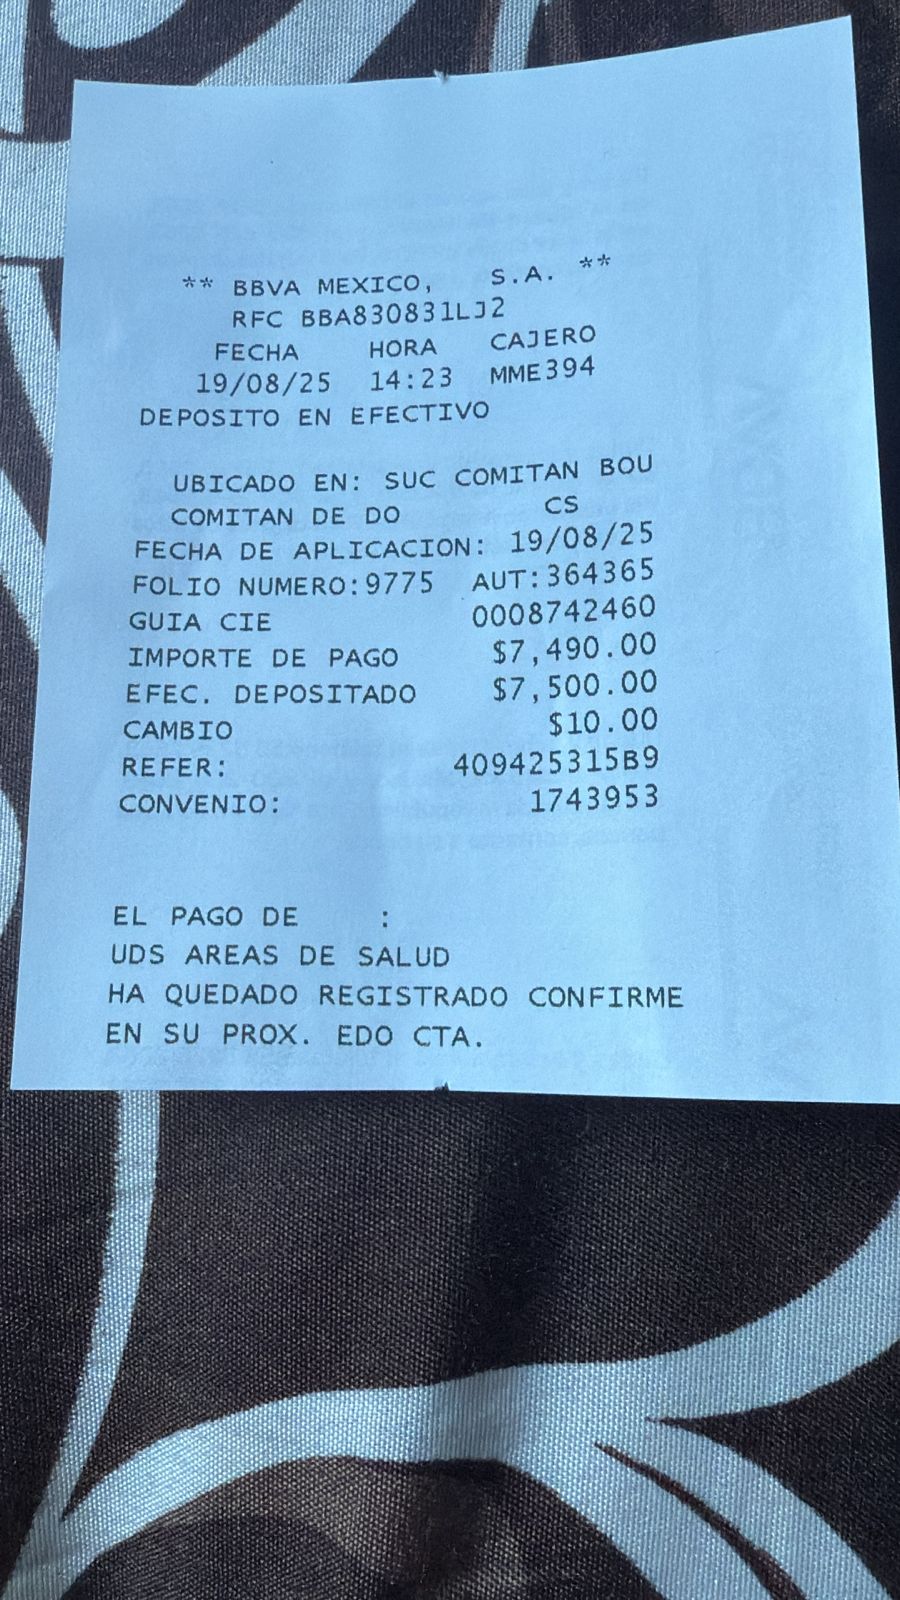 ** BBVA MEXICO, S.A. **
RFC BBA830831LJ2
FECHA HORA CAJERO
19/08/25 14:23 MME394
DEPOSITO EN EFECTIVO
UBICADO EN: SUC COMITAN BOU
COMITAN DE DO CS
FECHA DE APLICACION: 19/08/25
FOLIO NUMERO:9775 AUT:364365
GUIA CIE 0008742460
IMPORTE DE PAGO $7,490.00
EFEC. DEPOSITADO $7,500.00
CAMBIO $10.00
REFER: 409425315B9
CONVENIO: 1743953
EL PAGO DE :
UDS AREAS DE SALUD
HA QUEDADO REGISTRADO CONFIRME
EN SU PROX. EDO CTA.